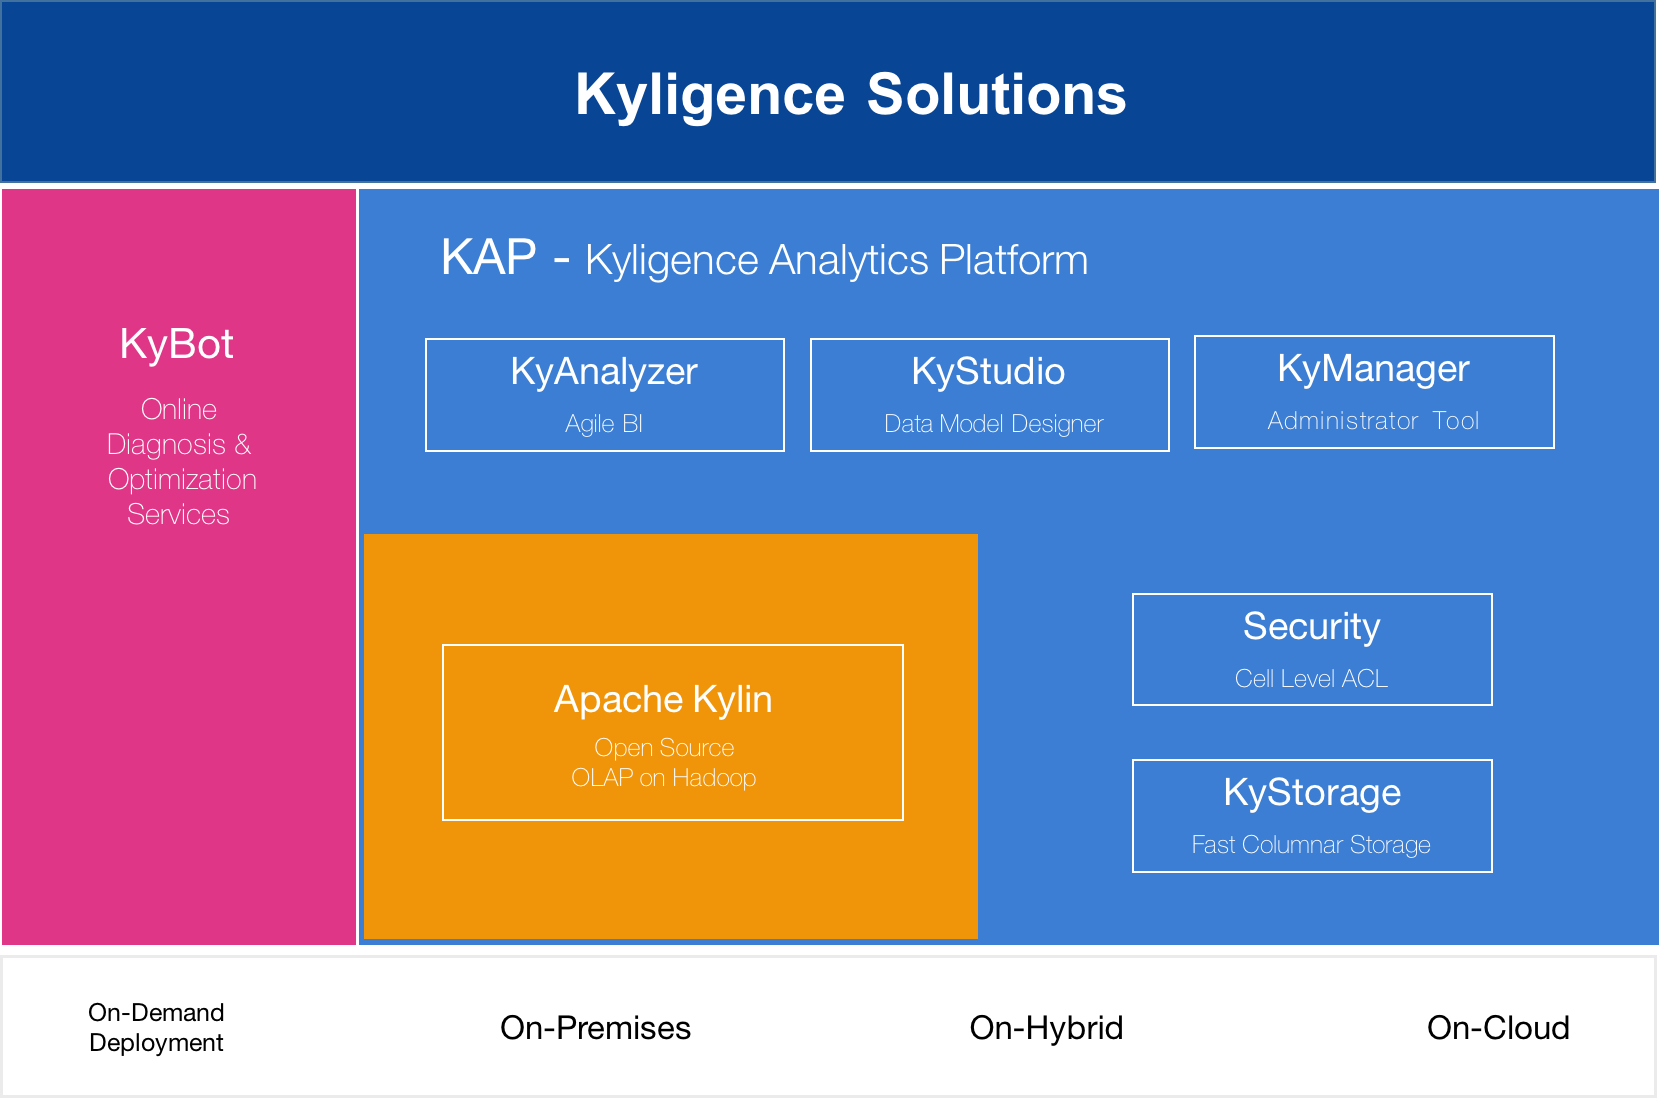 Kyligence Solutions
KyBot
Online
Diagnosis &
Optimization
Services
KAP - Kyligence Analytics Platform
KyAnalyzer
Agile BI
KyStudio
Data Model Designer
KyManager
Administrator Tool
Apache Kylin
Open Source
OLAP on Hadoop
Security
Cell Level ACL
KyStorage
Fast Columnar Storage
On-Demand
Deployment
On-Premises
On-Hybrid
On-Cloud